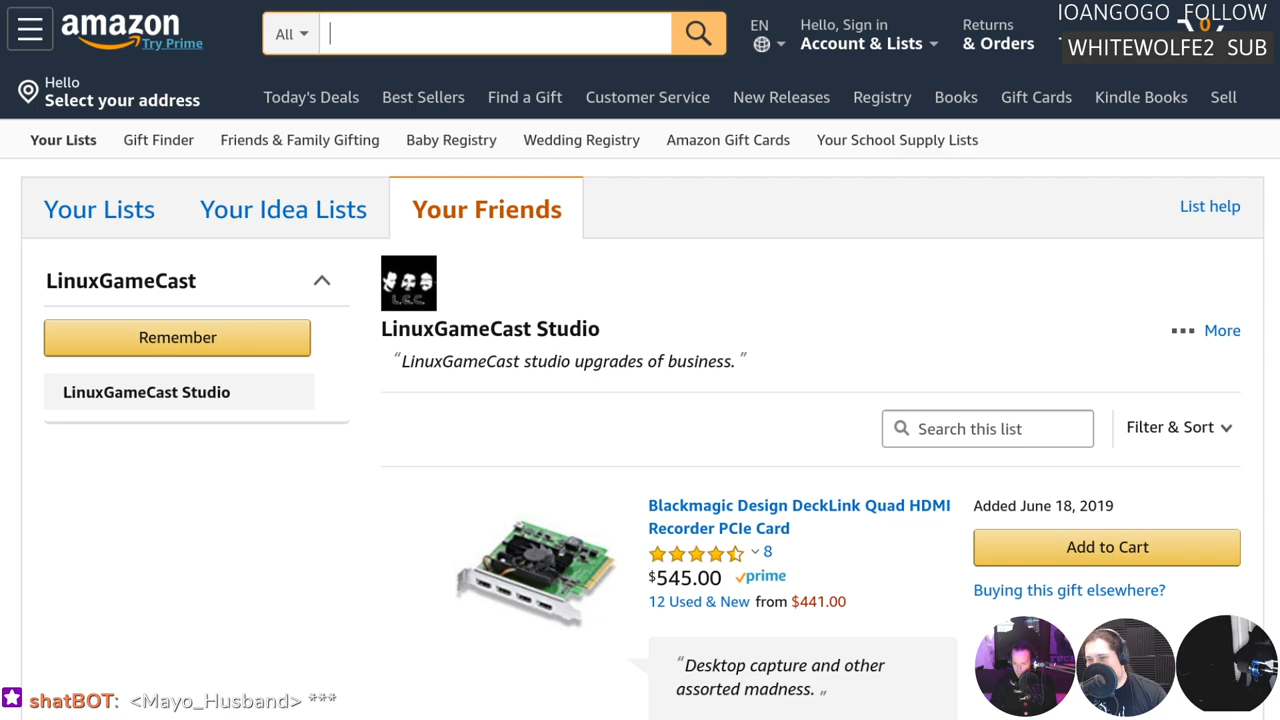 amazon
Try Prime
All
EN
Hello, Sign in
Account & Lists
Returns
& Orders
0
IOANGOGO FOLLOW
WHITEWOLFE2 SUB
Hello
Select your address
Today's Deals
Best Sellers
Find a Gift
Customer Service
New Releases
Registry
Books
Gift Cards
Kindle Books
Sell
Your Lists
Gift Finder
Friends & Family Gifting
Baby Registry
Wedding Registry
Amazon Gift Cards
Your School Supply Lists
Your Lists
Your Idea Lists
Your Friends
List help
LinuxGameCast
Remember
LinuxGameCast Studio
L.G.C.
LinuxGameCast Studio
More
“LinuxGameCast studio upgrades of business.”
Search this list
Filter & Sort
Blackmagic Design DeckLink Quad HDMI
Recorder PCIe Card
8
$545.00 prime
12 Used & New from $441.00
“Desktop capture and other
assorted madness.„
Added June 18, 2019
Add to Cart
Buying this gift elsewhere?
shatBOT: <Mayo_Husband> ***